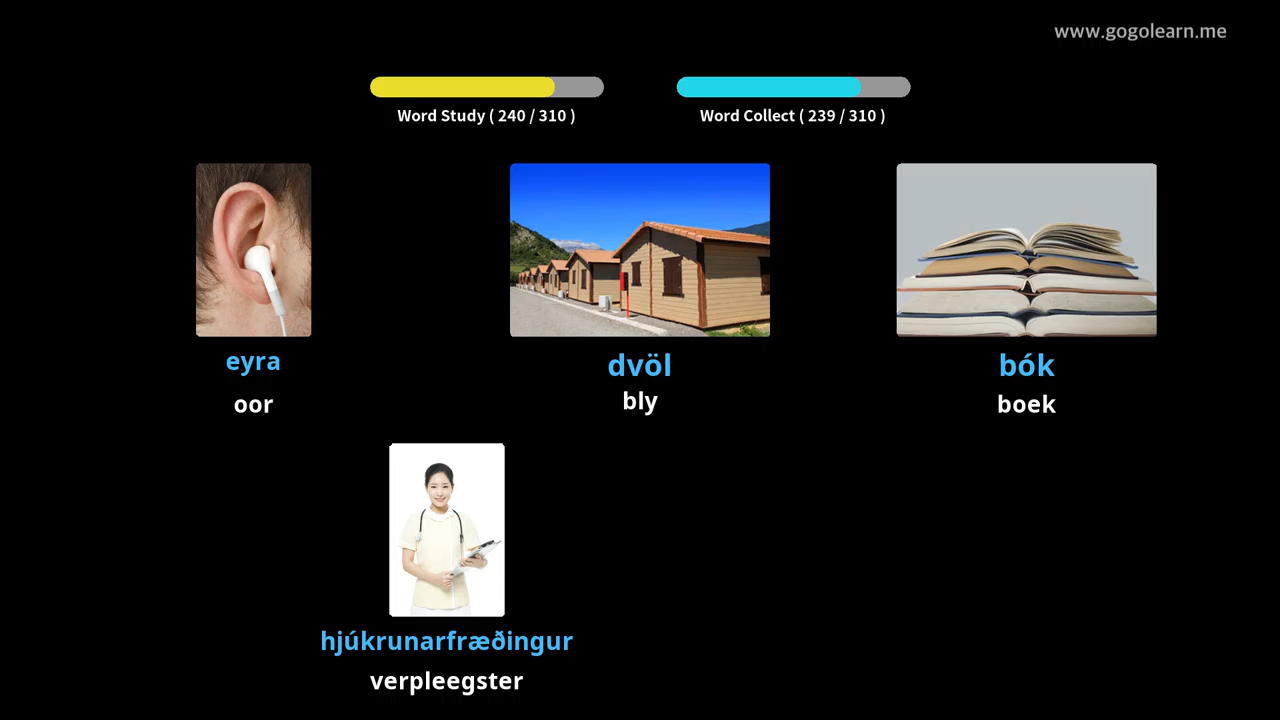 www.gogolearn.me
Word Study ( 240 / 310 )
Word Collect ( 239 / 310 )
eyra
oor
dvöl
bly
bók
boek
hjúkrunarfræðingur
verpleegster